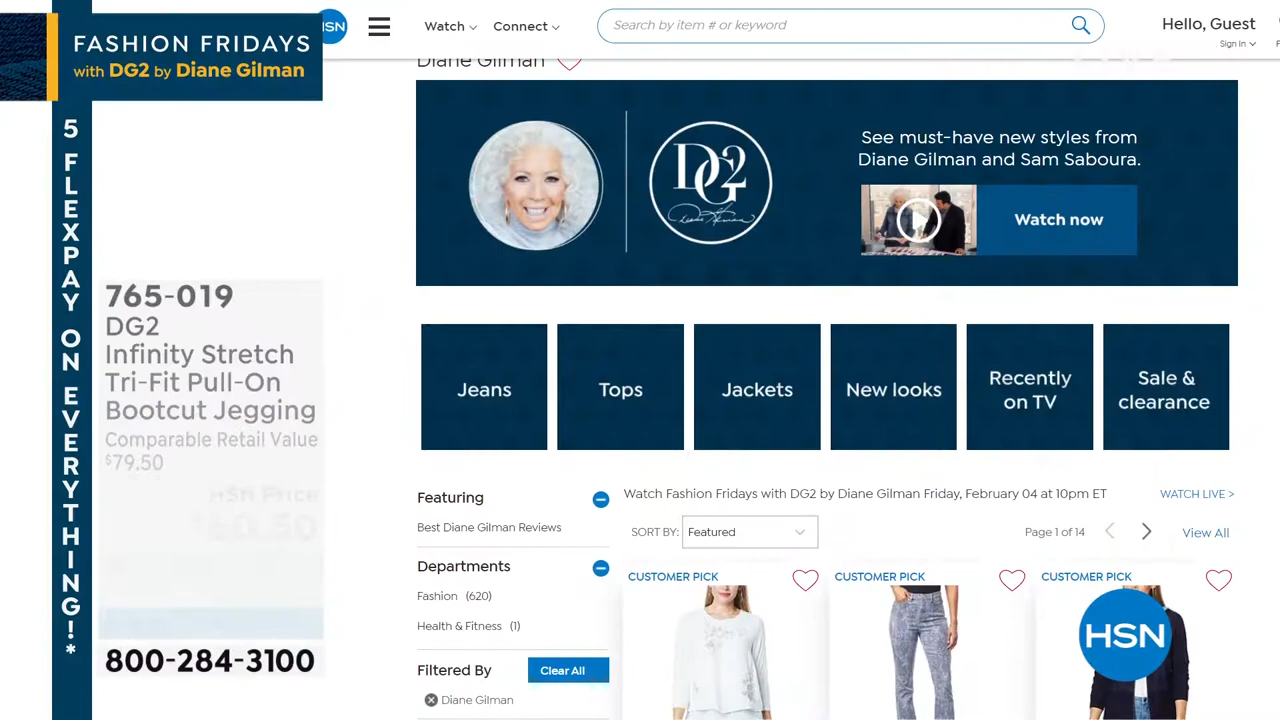 FASHION FRIDAYS
with DG2 by Diane Gilman
5 FLEXPAY ON EVERYTHING!*
765-019
DG2
Infinity Stretch
Tri-Fit Pull-On
Bootcut Jegging
Comparable Retail Value
$79.50
HSN Price
800-284-3100
HSN
Watch
Connect
Search by item # or keyword
Hello, Guest
Sign In
Diane Gilman
DG2
Diane Gilman
See must-have new styles from
Diane Gilman and Sam Saboura.
Watch now
Jeans
Tops
Jackets
New looks
Recently
on TV
Sale &
clearance
Featuring
Best Diane Gilman Reviews
Departments
Fashion (620)
Health & Fitness (1)
Filtered By
Clear All
Diane Gilman
Watch Fashion Fridays with DG2 by Diane Gilman Friday, February 04 at 10pm ET
WATCH LIVE >
SORT BY: Featured
Page 1 of 14
View All
CUSTOMER PICK
CUSTOMER PICK
CUSTOMER PICK
HSN